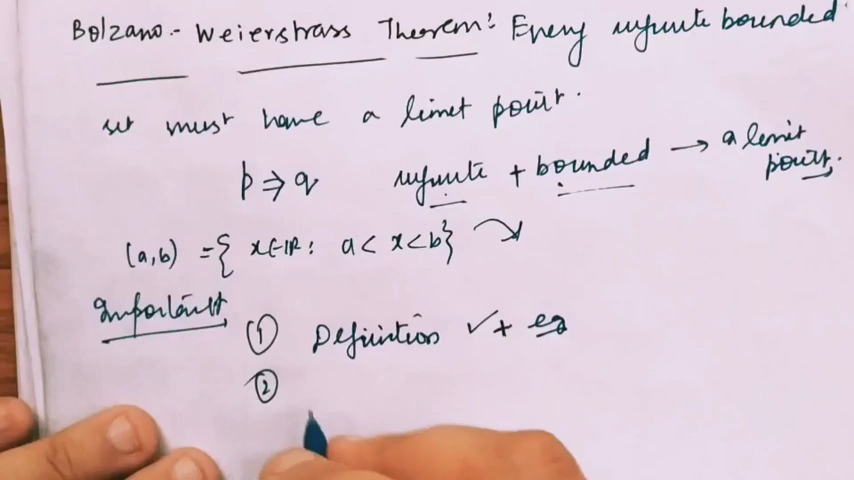 Bolzano - Weierstrass Theorem: Every infinite bounded
set must have a limit point.
p ⇒ q infinite + bounded → a limit point.
(a,b) = { x ∈ IR : a < x < b }
Important
① Definition ✓ + eg
②